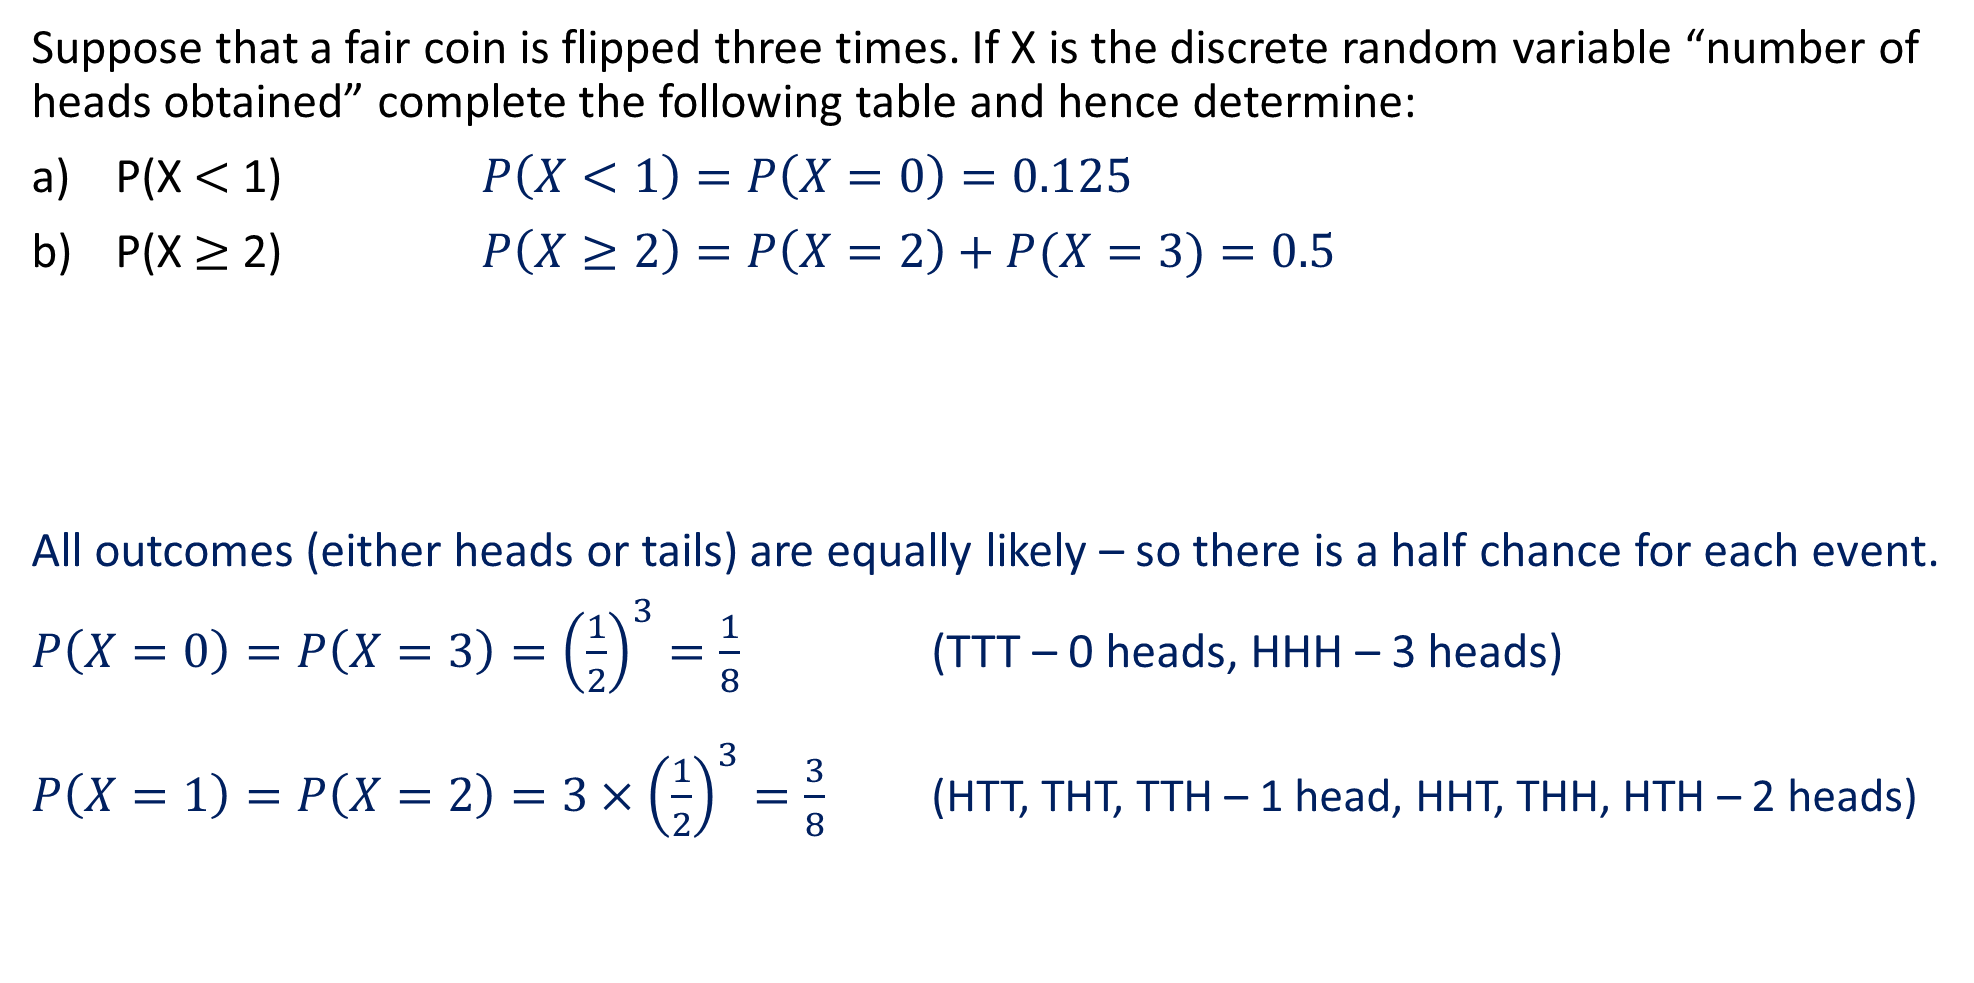 Suppose that a fair coin is flipped three times. If X is the discrete random variable “number of
heads obtained” complete the following table and hence determine:
a) P(X < 1) P(X < 1) = P(X = 0) = 0.125
b) P(X ≥ 2) P(X ≥ 2) = P(X = 2) + P(X = 3) = 0.5
All outcomes (either heads or tails) are equally likely – so there is a half chance for each event.
P(X = 0) = P(X = 3) = (1/2)^3 = 1/8 (TTT – 0 heads, HHH – 3 heads)
P(X = 1) = P(X = 2) = 3 × (1/2)^3 = 3/8 (HTT, THT, TTH – 1 head, HHT, THH, HTH – 2 heads)